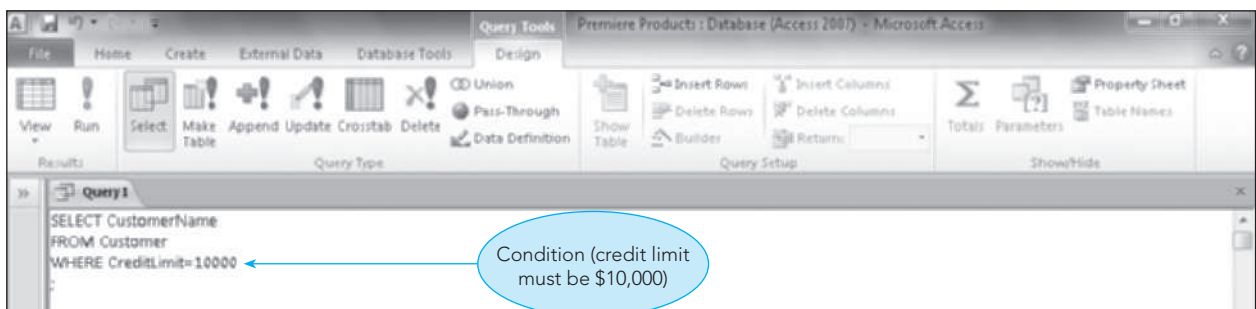 Query Tools
Premiere Products : Database (Access 2007) - Microsoft Access
File Home Create External Data Database Tools Design
View
Run
Select
Make Table
Append
Update
Crosstab
Delete
Union
Pass-Through
Data Definition
Show Table
Insert Rows
Delete Rows
Builder
Insert Columns
Delete Columns
Return:
Totals
Parameters
Property Sheet
Table Names
Results
Query Type
Query Setup
Show/Hide
Query1
SELECT CustomerName
FROM Customer
WHERE CreditLimit=10000
;
Condition (credit limit
must be $10,000)